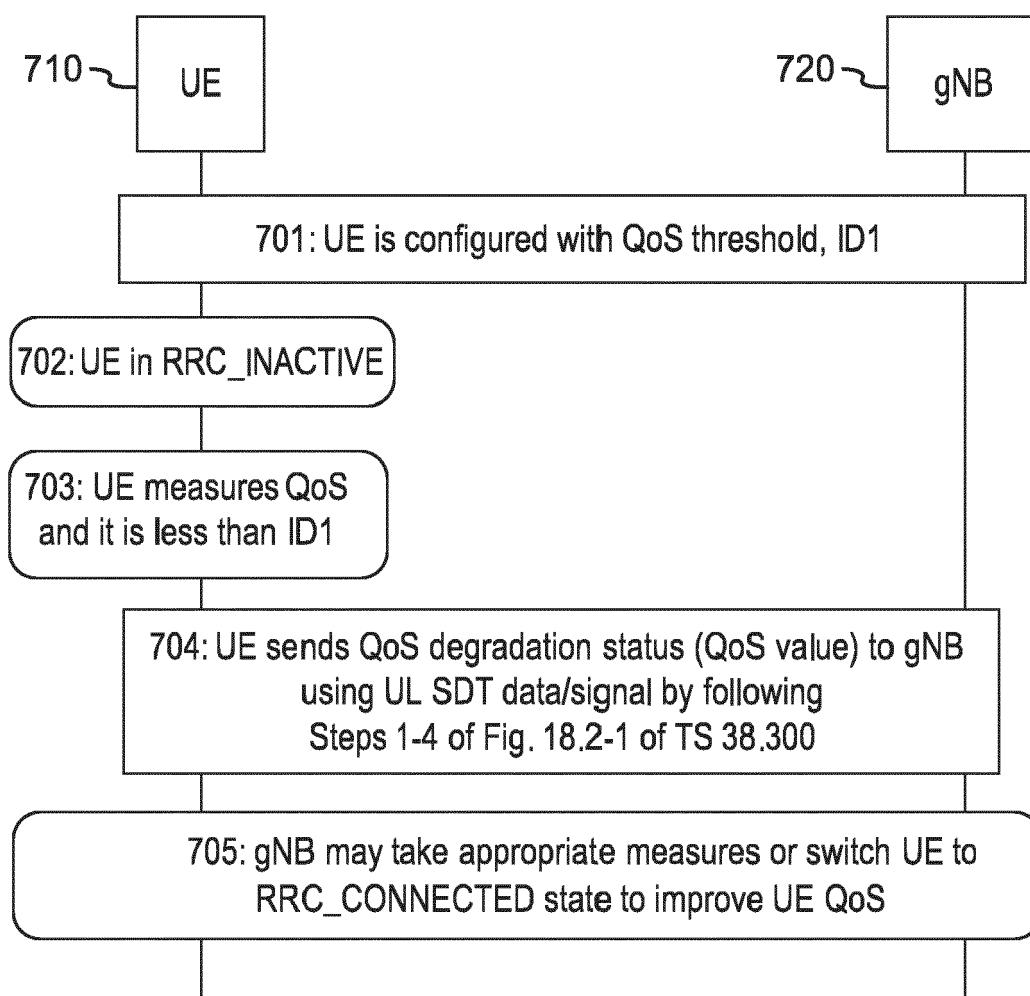 710
UE
720
gNB
701: UE is configured with QoS threshold, ID1
702: UE in RRC_INACTIVE
703: UE measures QoS
and it is less than ID1
704: UE sends QoS degradation status (QoS value) to gNB
using UL SDT data/signal by following
Steps 1-4 of Fig. 18.2-1 of TS 38.300
705: gNB may take appropriate measures or switch UE to
RRC_CONNECTED state to improve UE QoS